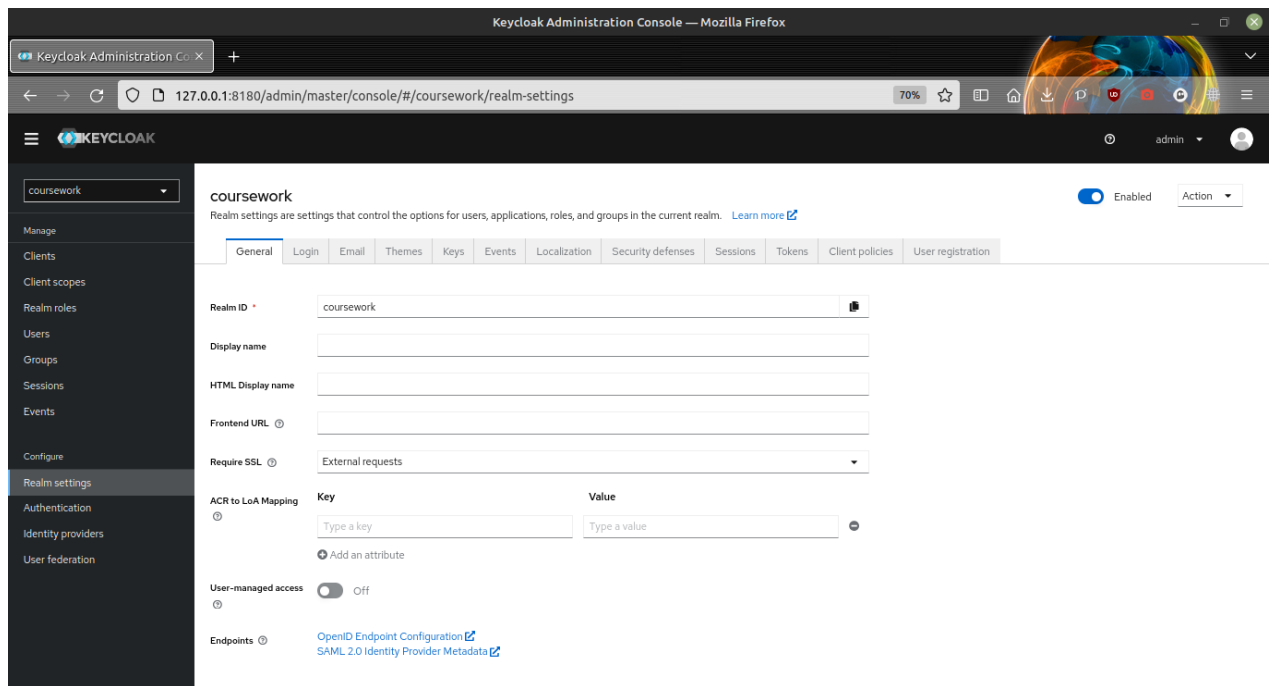 Keycloak Administration Console — Mozilla Firefox
Keycloak Administration Co
127.0.0.1:8180/admin/master/console/#/coursework/realm-settings
70%
KEYCLOAK
admin
coursework
Manage
Clients
Client scopes
Realm roles
Users
Groups
Sessions
Events
Configure
Realm settings
Authentication
Identity providers
User federation
coursework
Enabled
Action
Realm settings are settings that control the options for users, applications, roles, and groups in the current realm. Learn more
General Login Email Themes Keys Events Localization Security defenses Sessions Tokens Client policies User registration
Realm ID * coursework
Display name
HTML Display name
Frontend URL
Require SSL External requests
ACR to LoA Mapping Key Value
Type a key Type a value
Add an attribute
User-managed access Off
Endpoints OpenID Endpoint Configuration
SAML 2.0 Identity Provider Metadata